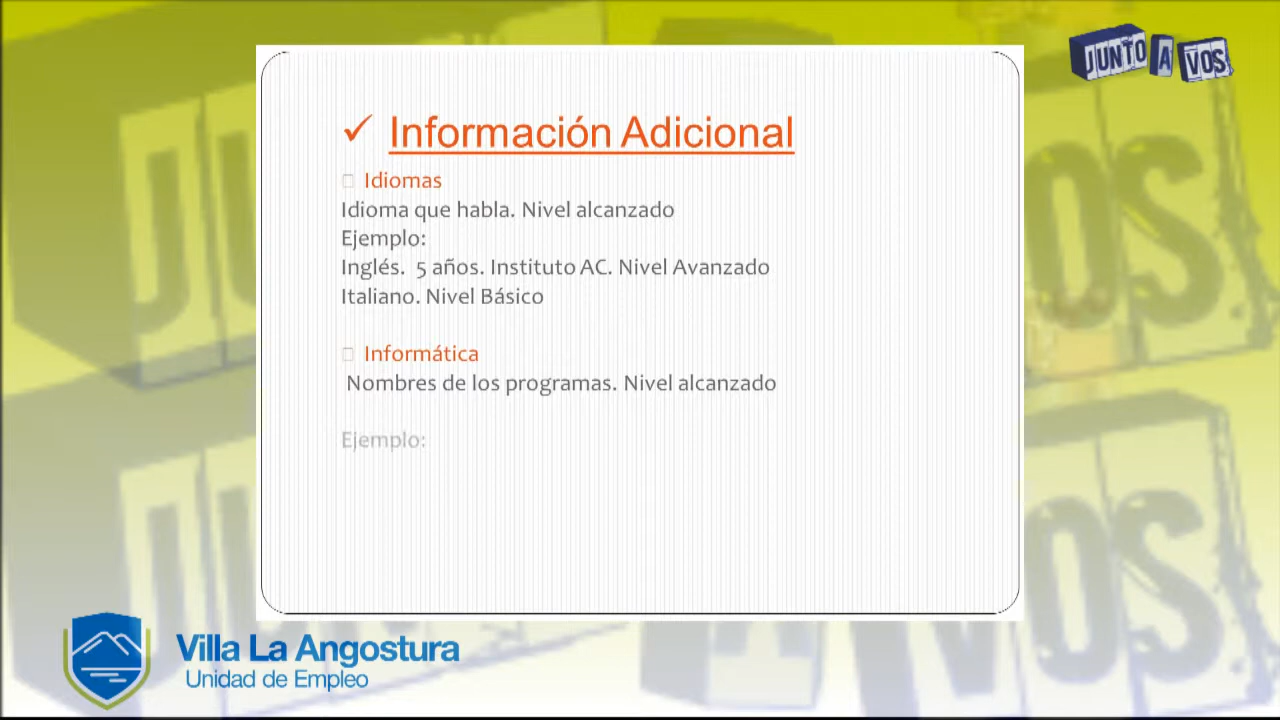 JUNTO A VOS
✓ Información Adicional
Idiomas
Idioma que habla. Nivel alcanzado
Ejemplo:
Inglés. 5 años. Instituto AC. Nivel Avanzado
Italiano. Nivel Básico
Informática
Nombres de los programas. Nivel alcanzado
Ejemplo:
Villa La Angostura
Unidad de Empleo